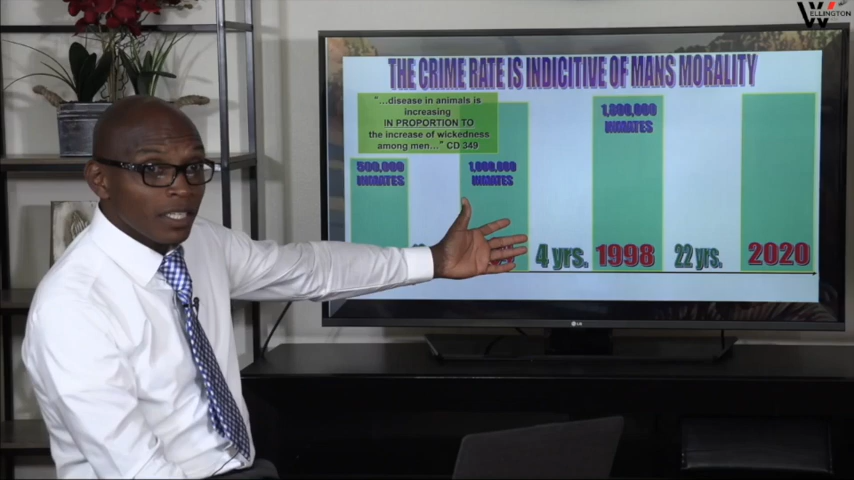 WELLINGTON
THE CRIME RATE IS INDICITIVE OF MANS MORALITY
"...disease in animals is
increasing
IN PROPORTION TO
the increase of wickedness
among men..." CD 349
500,000
INMATES
1,000,000
INMATES
1,800,000
INMATES
4 yrs.
1998
22 yrs.
2020
LG